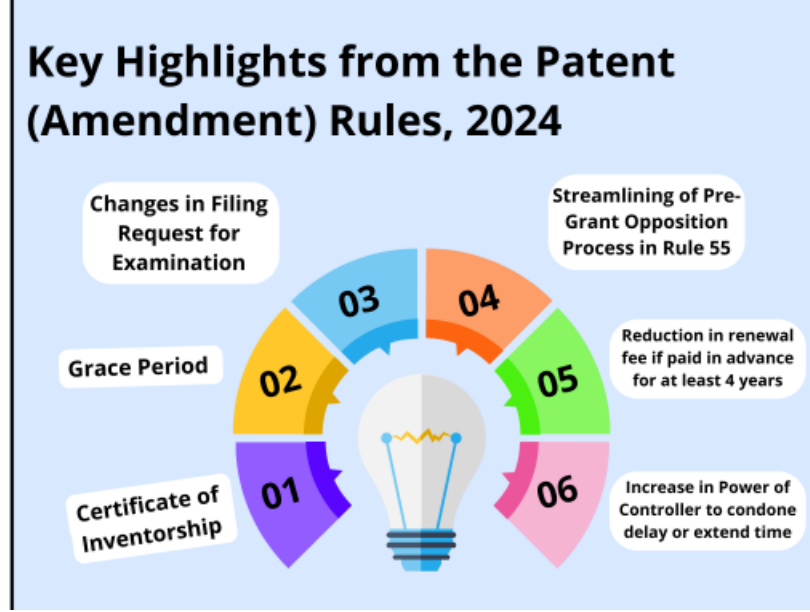 Key Highlights from the Patent
(Amendment) Rules, 2024
Changes in Filing
Request for
Examination
Streamlining of Pre-
Grant Opposition
Process in Rule 55
03
04
Grace Period
02
05
Reduction in renewal
fee if paid in advance
for at least 4 years
Certificate of
Inventorship
01
06
Increase in Power of
Controller to condone
delay or extend time